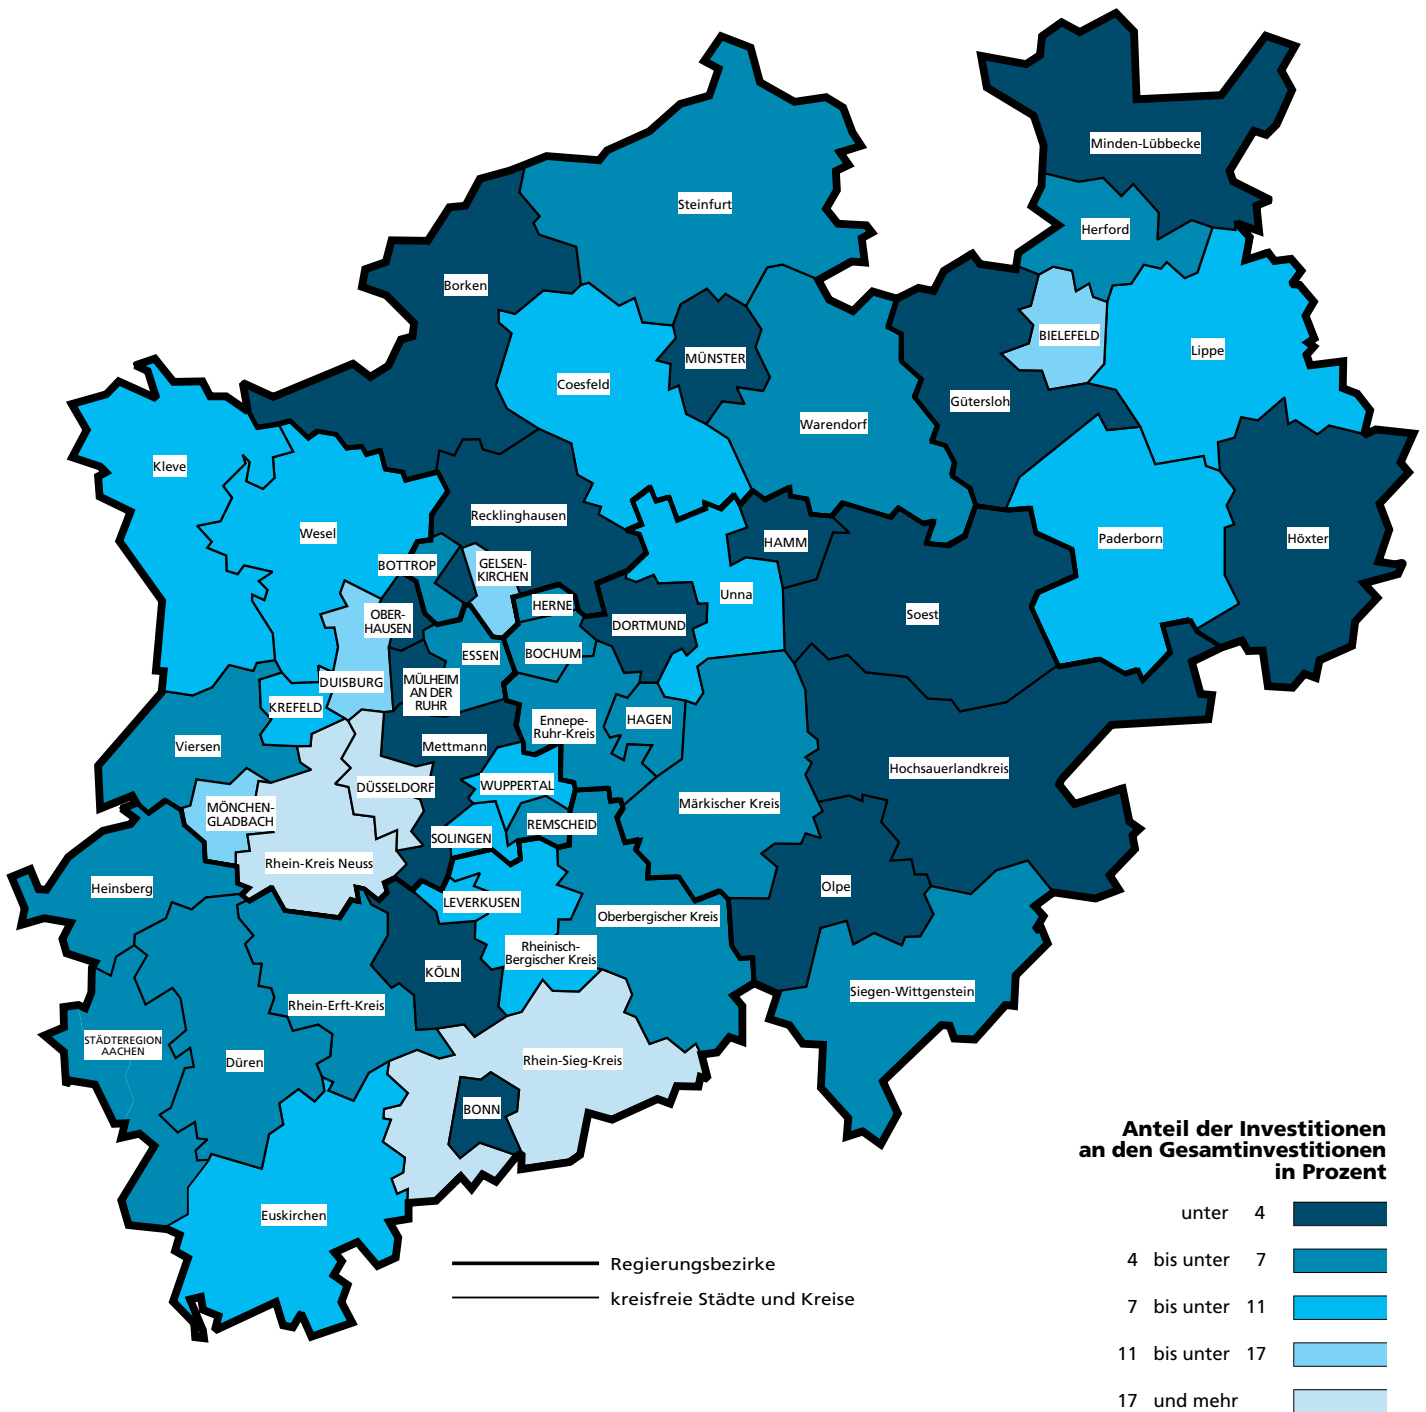 Minden-Lübbecke
Steinfurt
Herford
Borken
BIELEFELD
Lippe
MÜNSTER
Coesfeld
Gütersloh
Warendorf
Kleve
Recklinghausen
Wesel
HAMM
Paderborn
Höxter
BOTTROP
GELSEN-
KIRCHEN
Unna
HERNE
OBER-
HAUSEN
DORTMUND
Soest
ESSEN
BOCHUM
DUISBURG
MÜLHEIM
AN DER
RUHR
KREFELD
HAGEN
Ennepe-
Ruhr-Kreis
Viersen
Mettmann
Hochsauerlandkreis
DÜSSELDORF
WUPPERTAL
MÖNCHEN-
GLADBACH
Märkischer Kreis
REMSCHEID
SOLINGEN
Rhein-Kreis Neuss
Heinsberg
Olpe
LEVERKUSEN
Oberbergischer Kreis
Rheinisch-
Bergischer Kreis
KÖLN
Siegen-Wittgenstein
Rhein-Erft-Kreis
STÄDTEREGION
AACHEN
Düren
Rhein-Sieg-Kreis
BONN
Euskirchen
Anteil der Investitionen
an den Gesamtinvestitionen
in Prozent
unter 4
4 bis unter 7
7 bis unter 11
11 bis unter 17
17 und mehr
Regierungsbezirke
kreisfreie Städte und Kreise